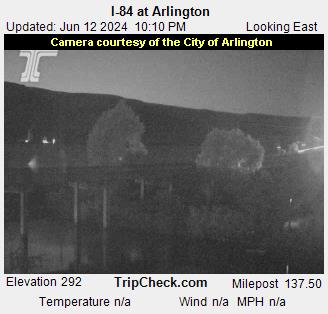 I-84 at Arlington
Updated: Jun 12 2024 10:10 PM Looking East
Camera courtesy of the City of Arlington
Elevation 292 TripCheck.com Milepost 137.50
Temperature n/a Wind n/a MPH n/a